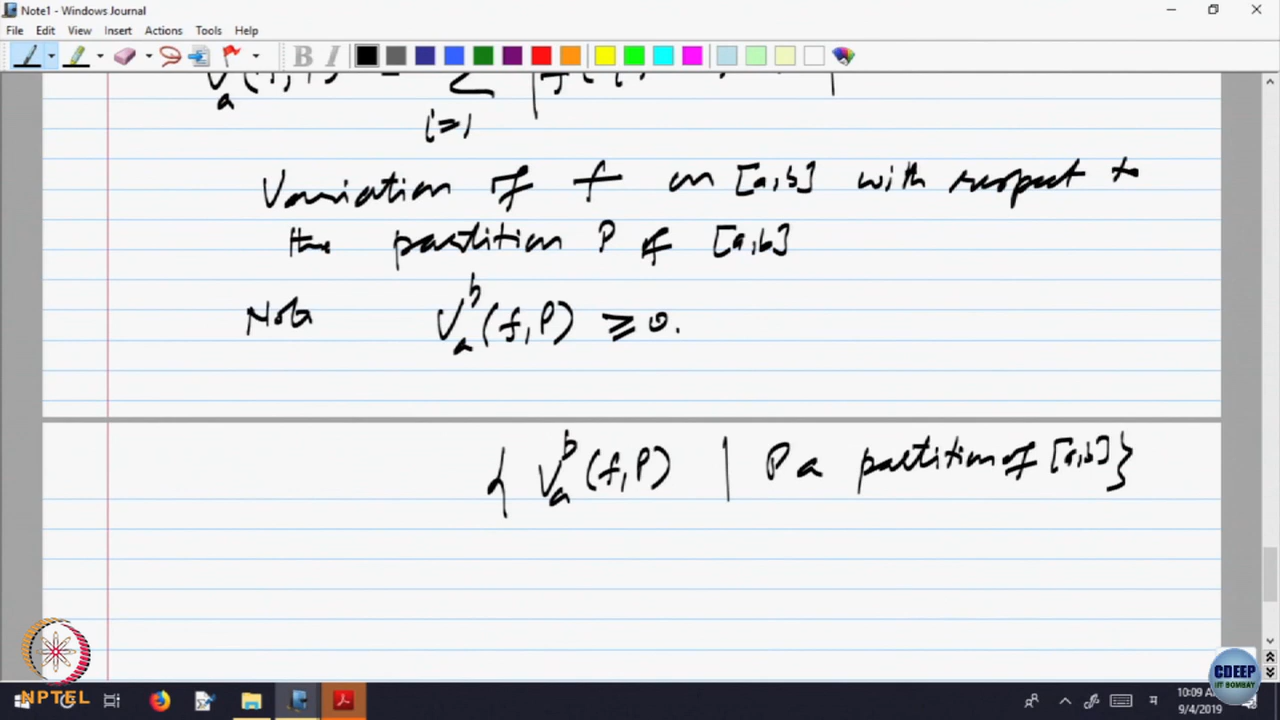 Note1 - Windows Journal
File Edit View Insert Actions Tools Help
B I
i=1
Variation of f on [a,b] with respect to
the partition P of [a,b]
Note V_a^b(f,P) ≥ 0.
{ V_a^b(f,P) | P a partition of [a,b] }
NPTEL
CDEEP
IIT BOMBAY
10:09 A
9/4/2019